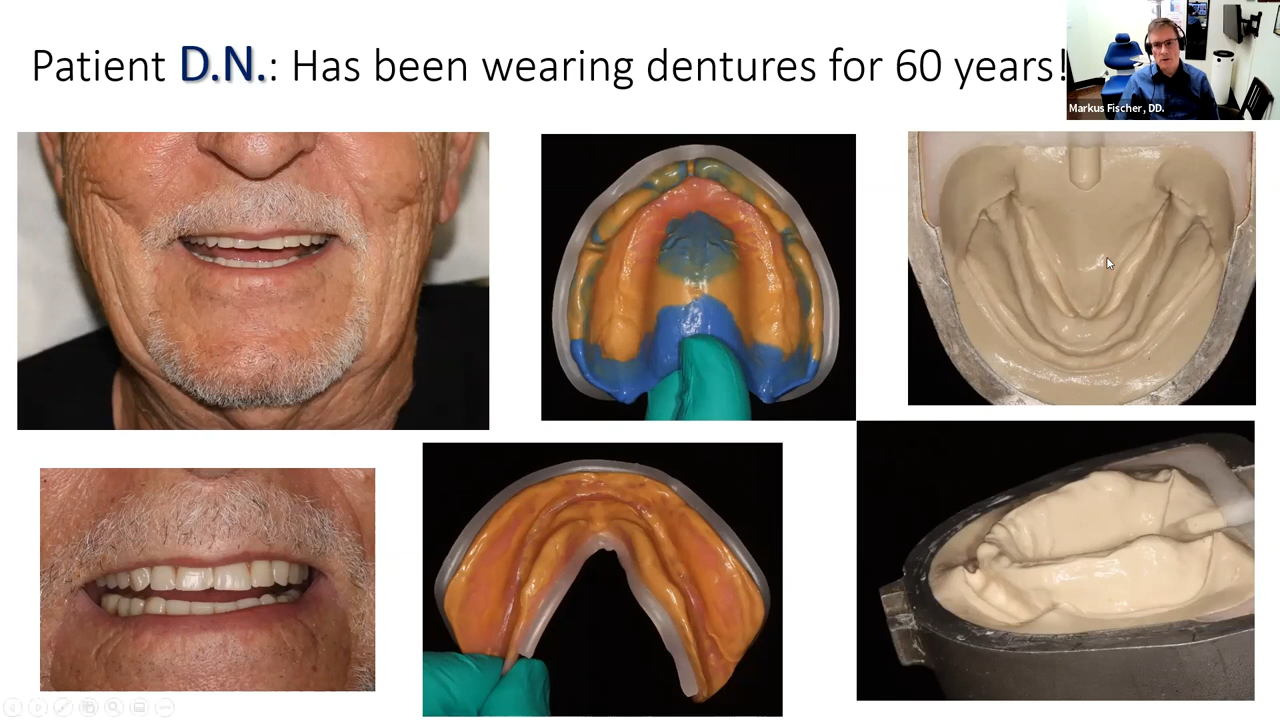 Patient D.N.: Has been wearing dentures for 60 years!
Markus Fischer, DD.